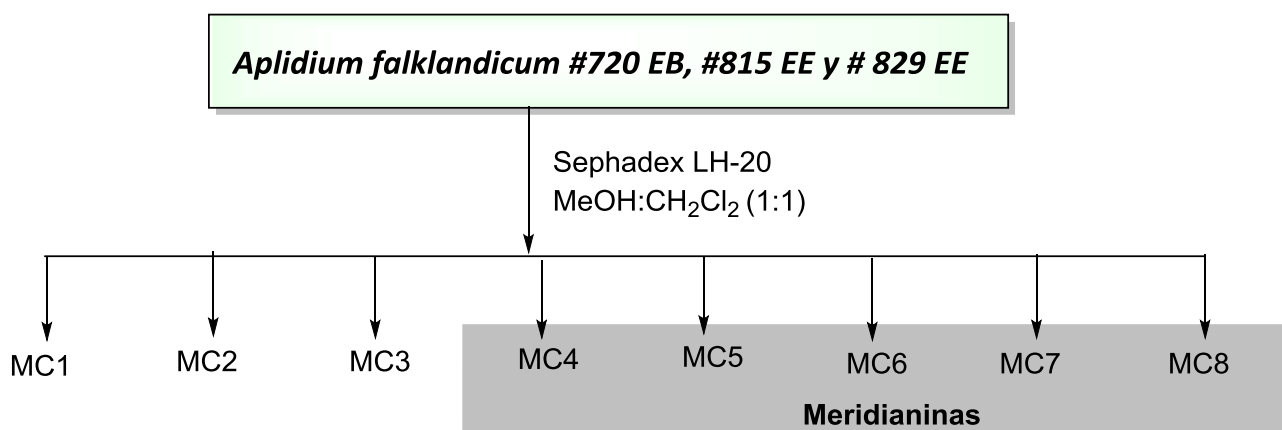 Aplidium falklandicum #720 EB, #815 EE y # 829 EE
Sephadex LH-20
MeOH:CH₂Cl₂ (1:1)
MC1 MC2 MC3 MC4 MC5 MC6 MC7 MC8
Meridianinas